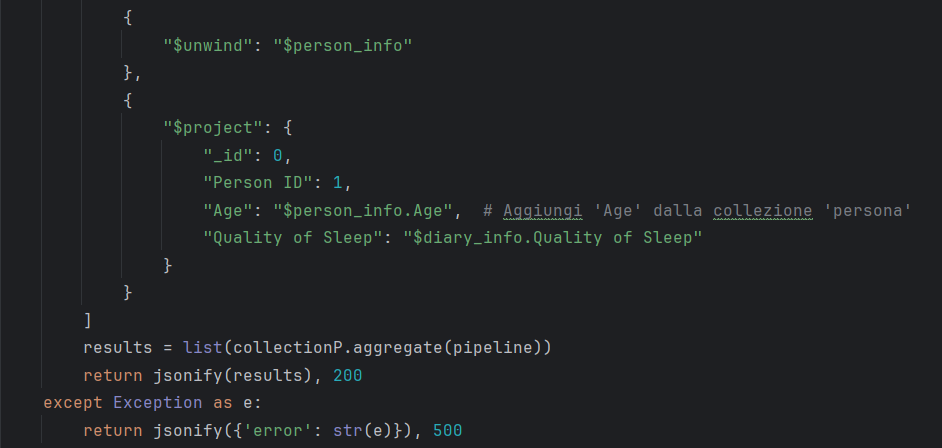 {
"$unwind": "$person_info"
},
{
"$project": {
"_id": 0,
"Person ID": 1,
"Age": "$person_info.Age",  # Aggiungi 'Age' dalla collezione 'persona'
"Quality of Sleep": "$diary_info.Quality of Sleep"
}
}
]
results = list(collectionP.aggregate(pipeline))
return jsonify(results), 200
except Exception as e:
return jsonify({'error': str(e)}), 500